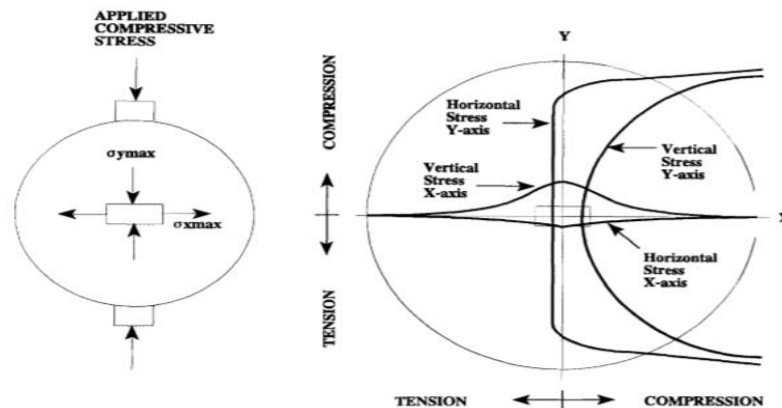 APPLIED
COMPRESSIVE
STRESS
σymax
σxmax
COMPRESSION
TENSION
Y
Horizontal
Stress
Y-axis
Vertical
Stress
X-axis
Vertical
Stress
Y-axis
Horizontal
Stress
X-axis
TENSION
COMPRESSION